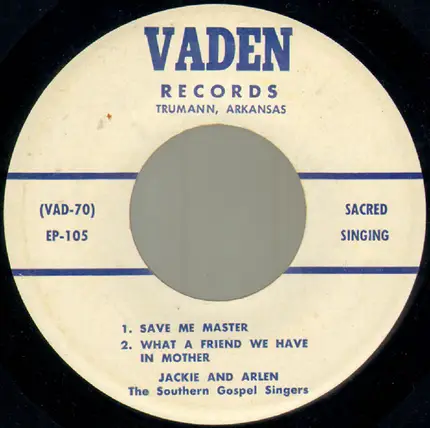 VADEN
RECORDS
TRUMANN, ARKANSAS
(VAD-70)
EP-105
SACRED
SINGING
1. SAVE ME MASTER
2. WHAT A FRIEND WE HAVE
IN MOTHER
JACKIE AND ARLEN
The Southern Gospel Singers